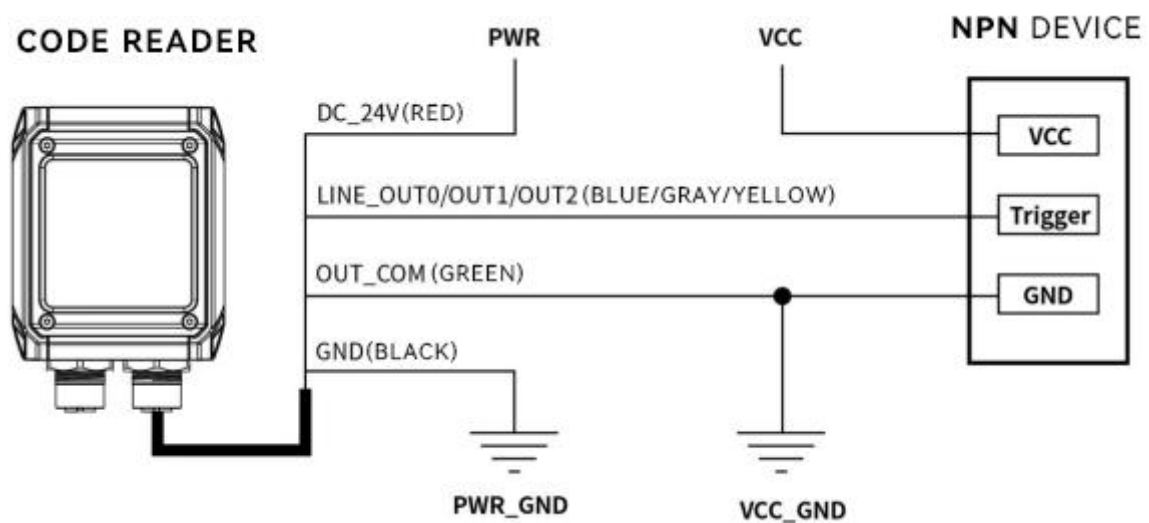 CODE READER
PWR
VCC
NPN DEVICE
DC_24V(RED)
VCC
LINE_OUT0/OUT1/OUT2(BLUE/GRAY/YELLOW)
Trigger
OUT_COM(GREEN)
GND
GND(BLACK)
PWR_GND
VCC_GND